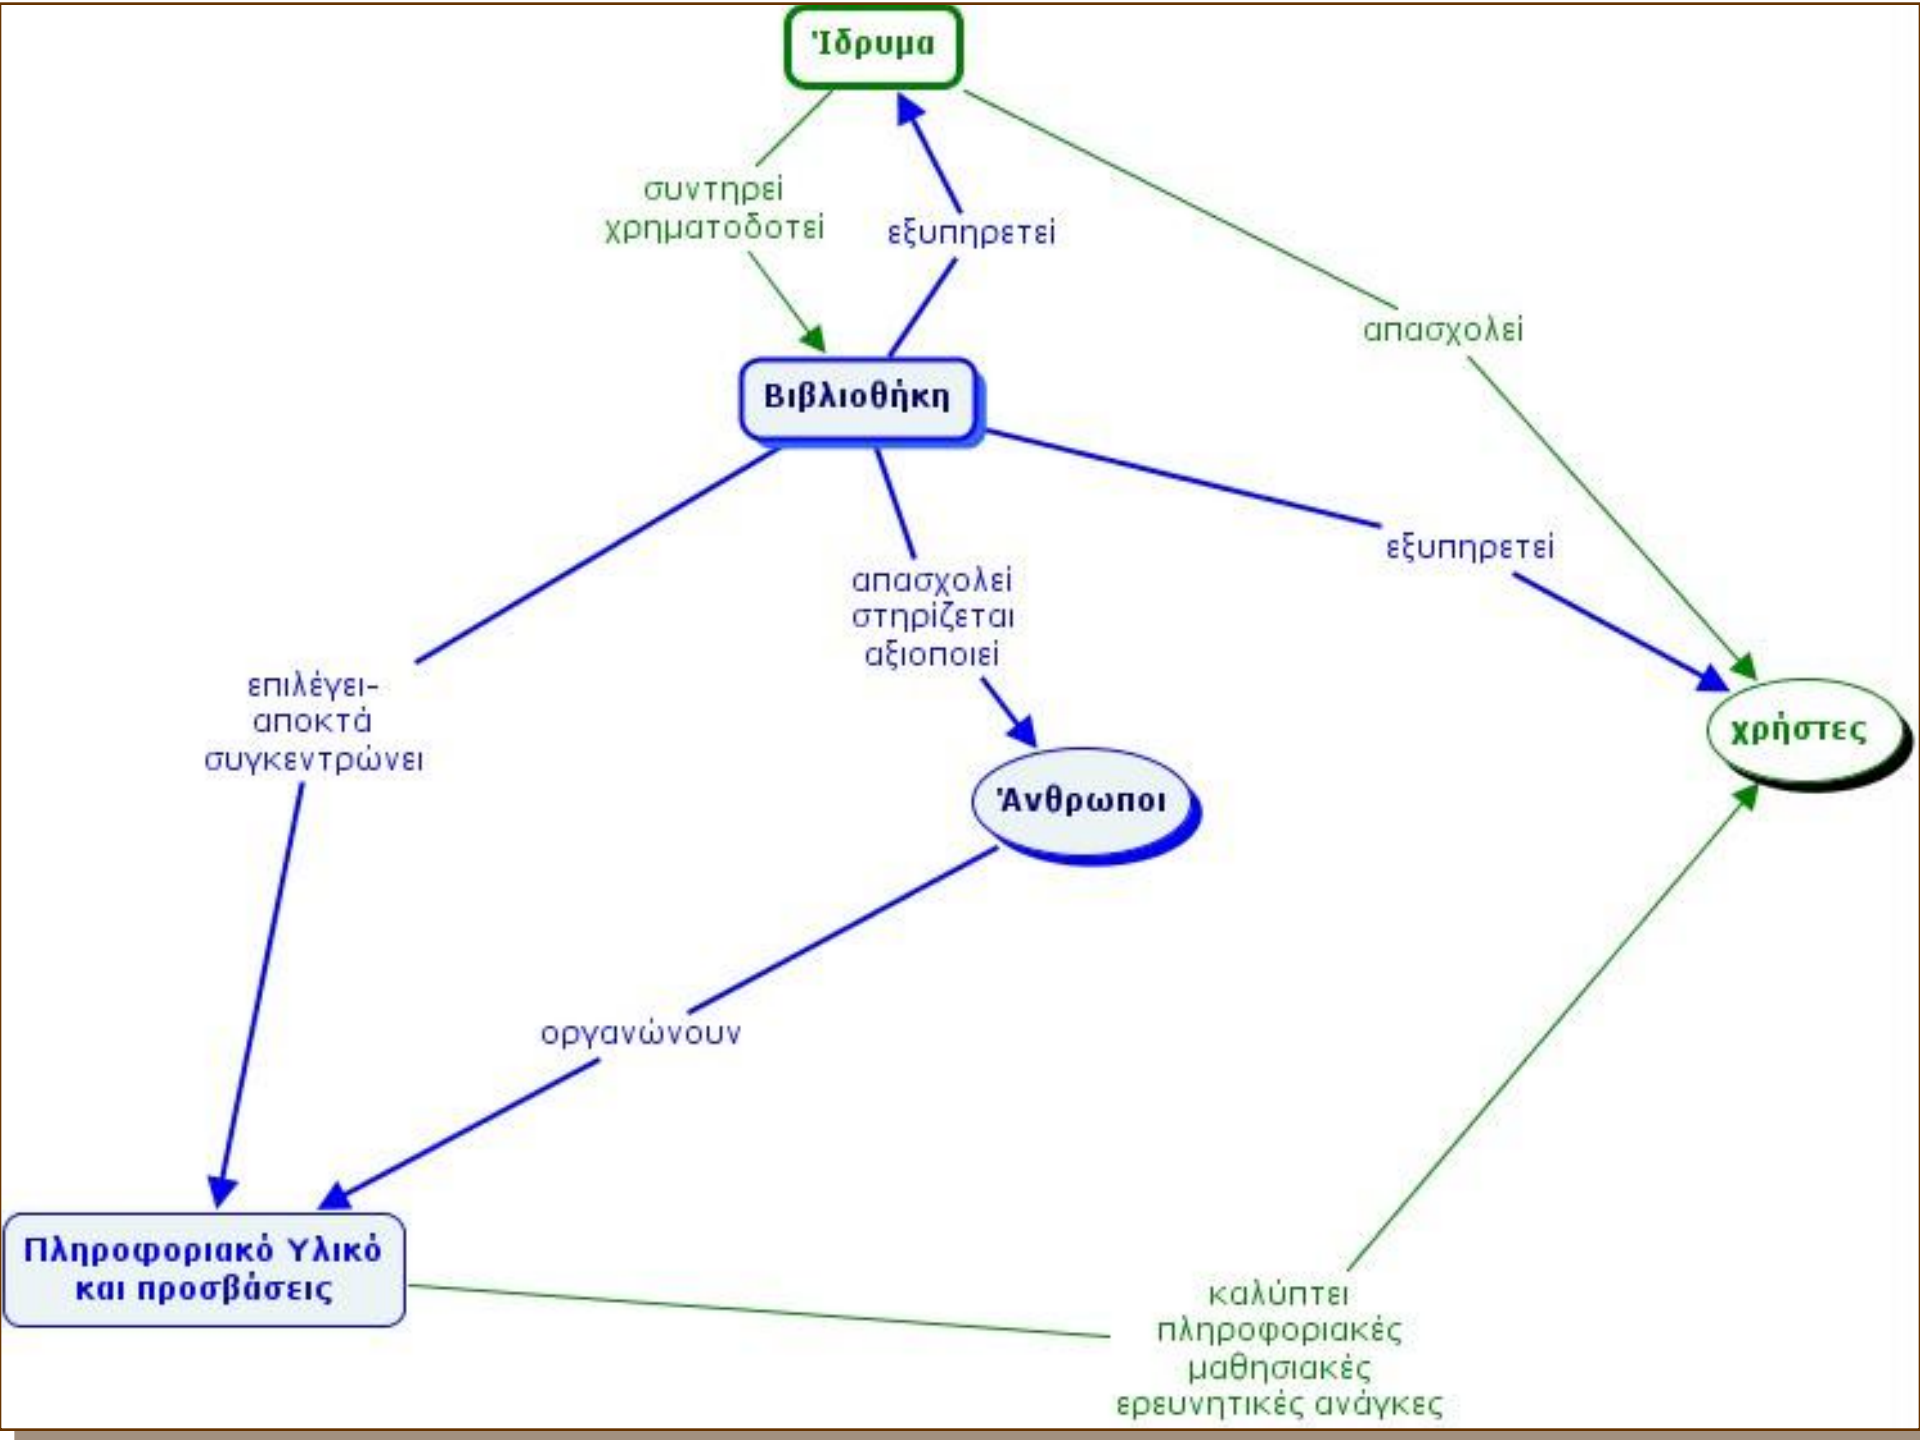 Ίδρυμα
συντηρεί
χρηματοδοτεί
εξυπηρετεί
απασχολεί
Βιβλιοθήκη
εξυπηρετεί
απασχολεί
στηρίζεται
αξιοποιεί
επιλέγει-
αποκτά
συγκεντρώνει
χρήστες
Άνθρωποι
οργανώνουν
Πληροφοριακό Υλικό
και προσβάσεις
καλύπτει
πληροφοριακές
μαθησιακές
ερευνητικές ανάγκες